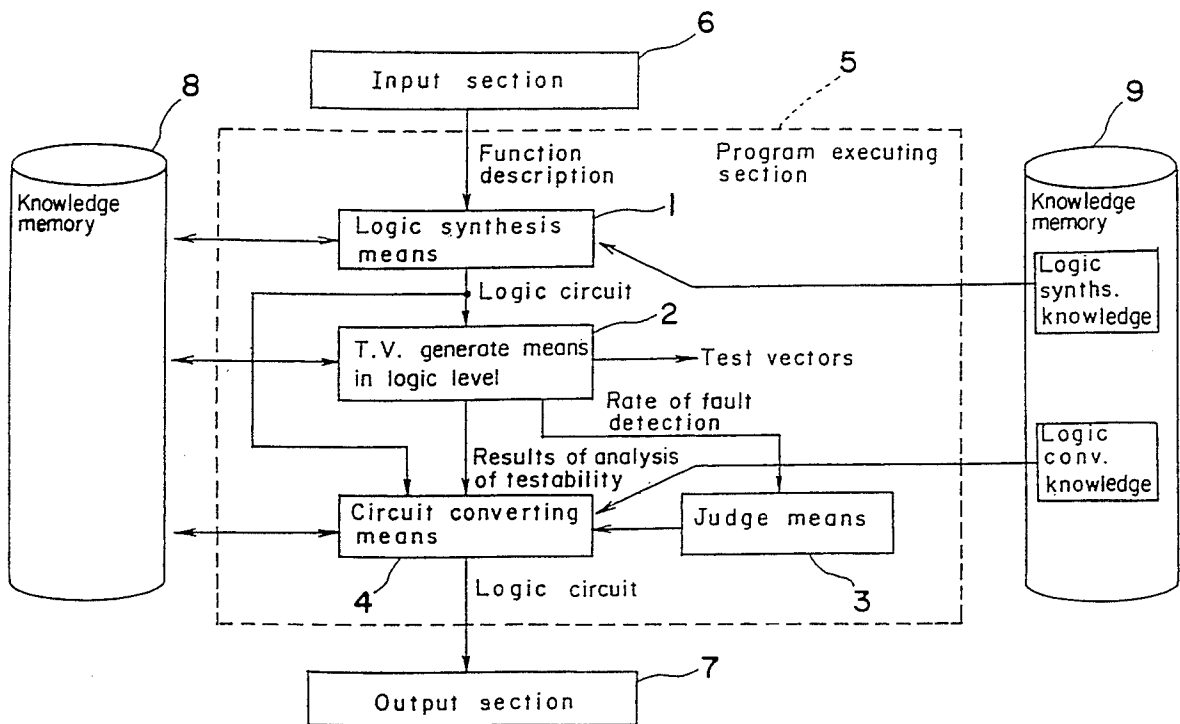 6
Input section
5
8
9
Function
description
Program executing
section
Knowledge
memory
1
Logic synthesis
means
Knowledge
memory
Logic
synths.
knowledge
Logic circuit
2
T.V. generate means
in logic level
Test vectors
Rate of fault
detection
Logic
conv.
knowledge
Results of analysis
of testability
Circuit converting
means
Judge means
4
3
Logic circuit
7
Output section